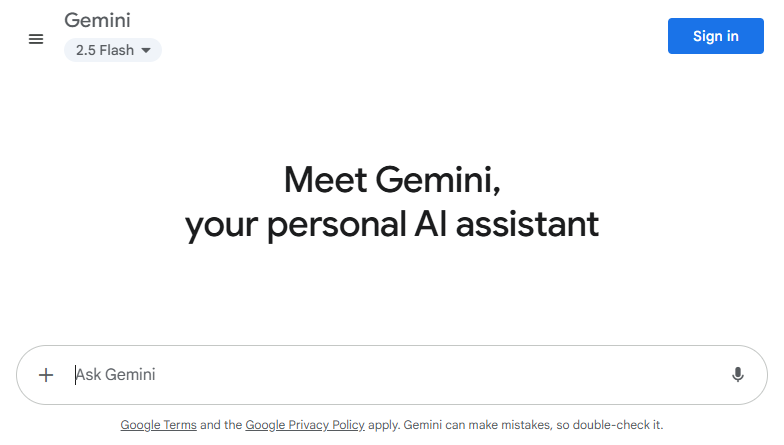 Gemini
2.5 Flash
Sign in
Meet Gemini,
your personal AI assistant
Ask Gemini
Google Terms and the Google Privacy Policy apply. Gemini can make mistakes, so double-check it.